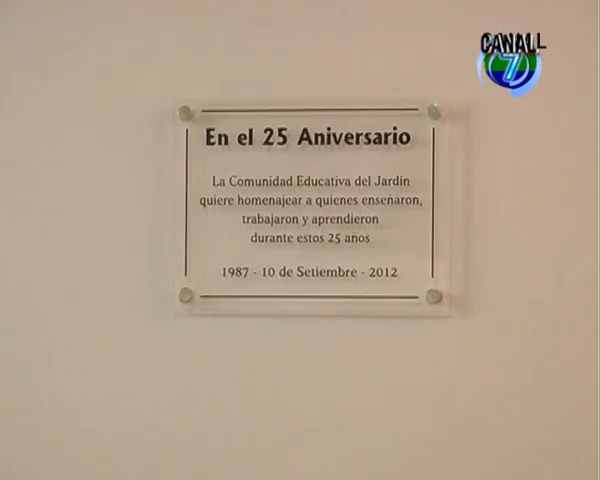 CANAL L
7
En el 25 Aniversario
La Comunidad Educativa del Jardín
quiere homenajear a quienes enseñaron,
trabajaron y aprendieron
durante estos 25 años
1987 - 10 de Setiembre - 2012